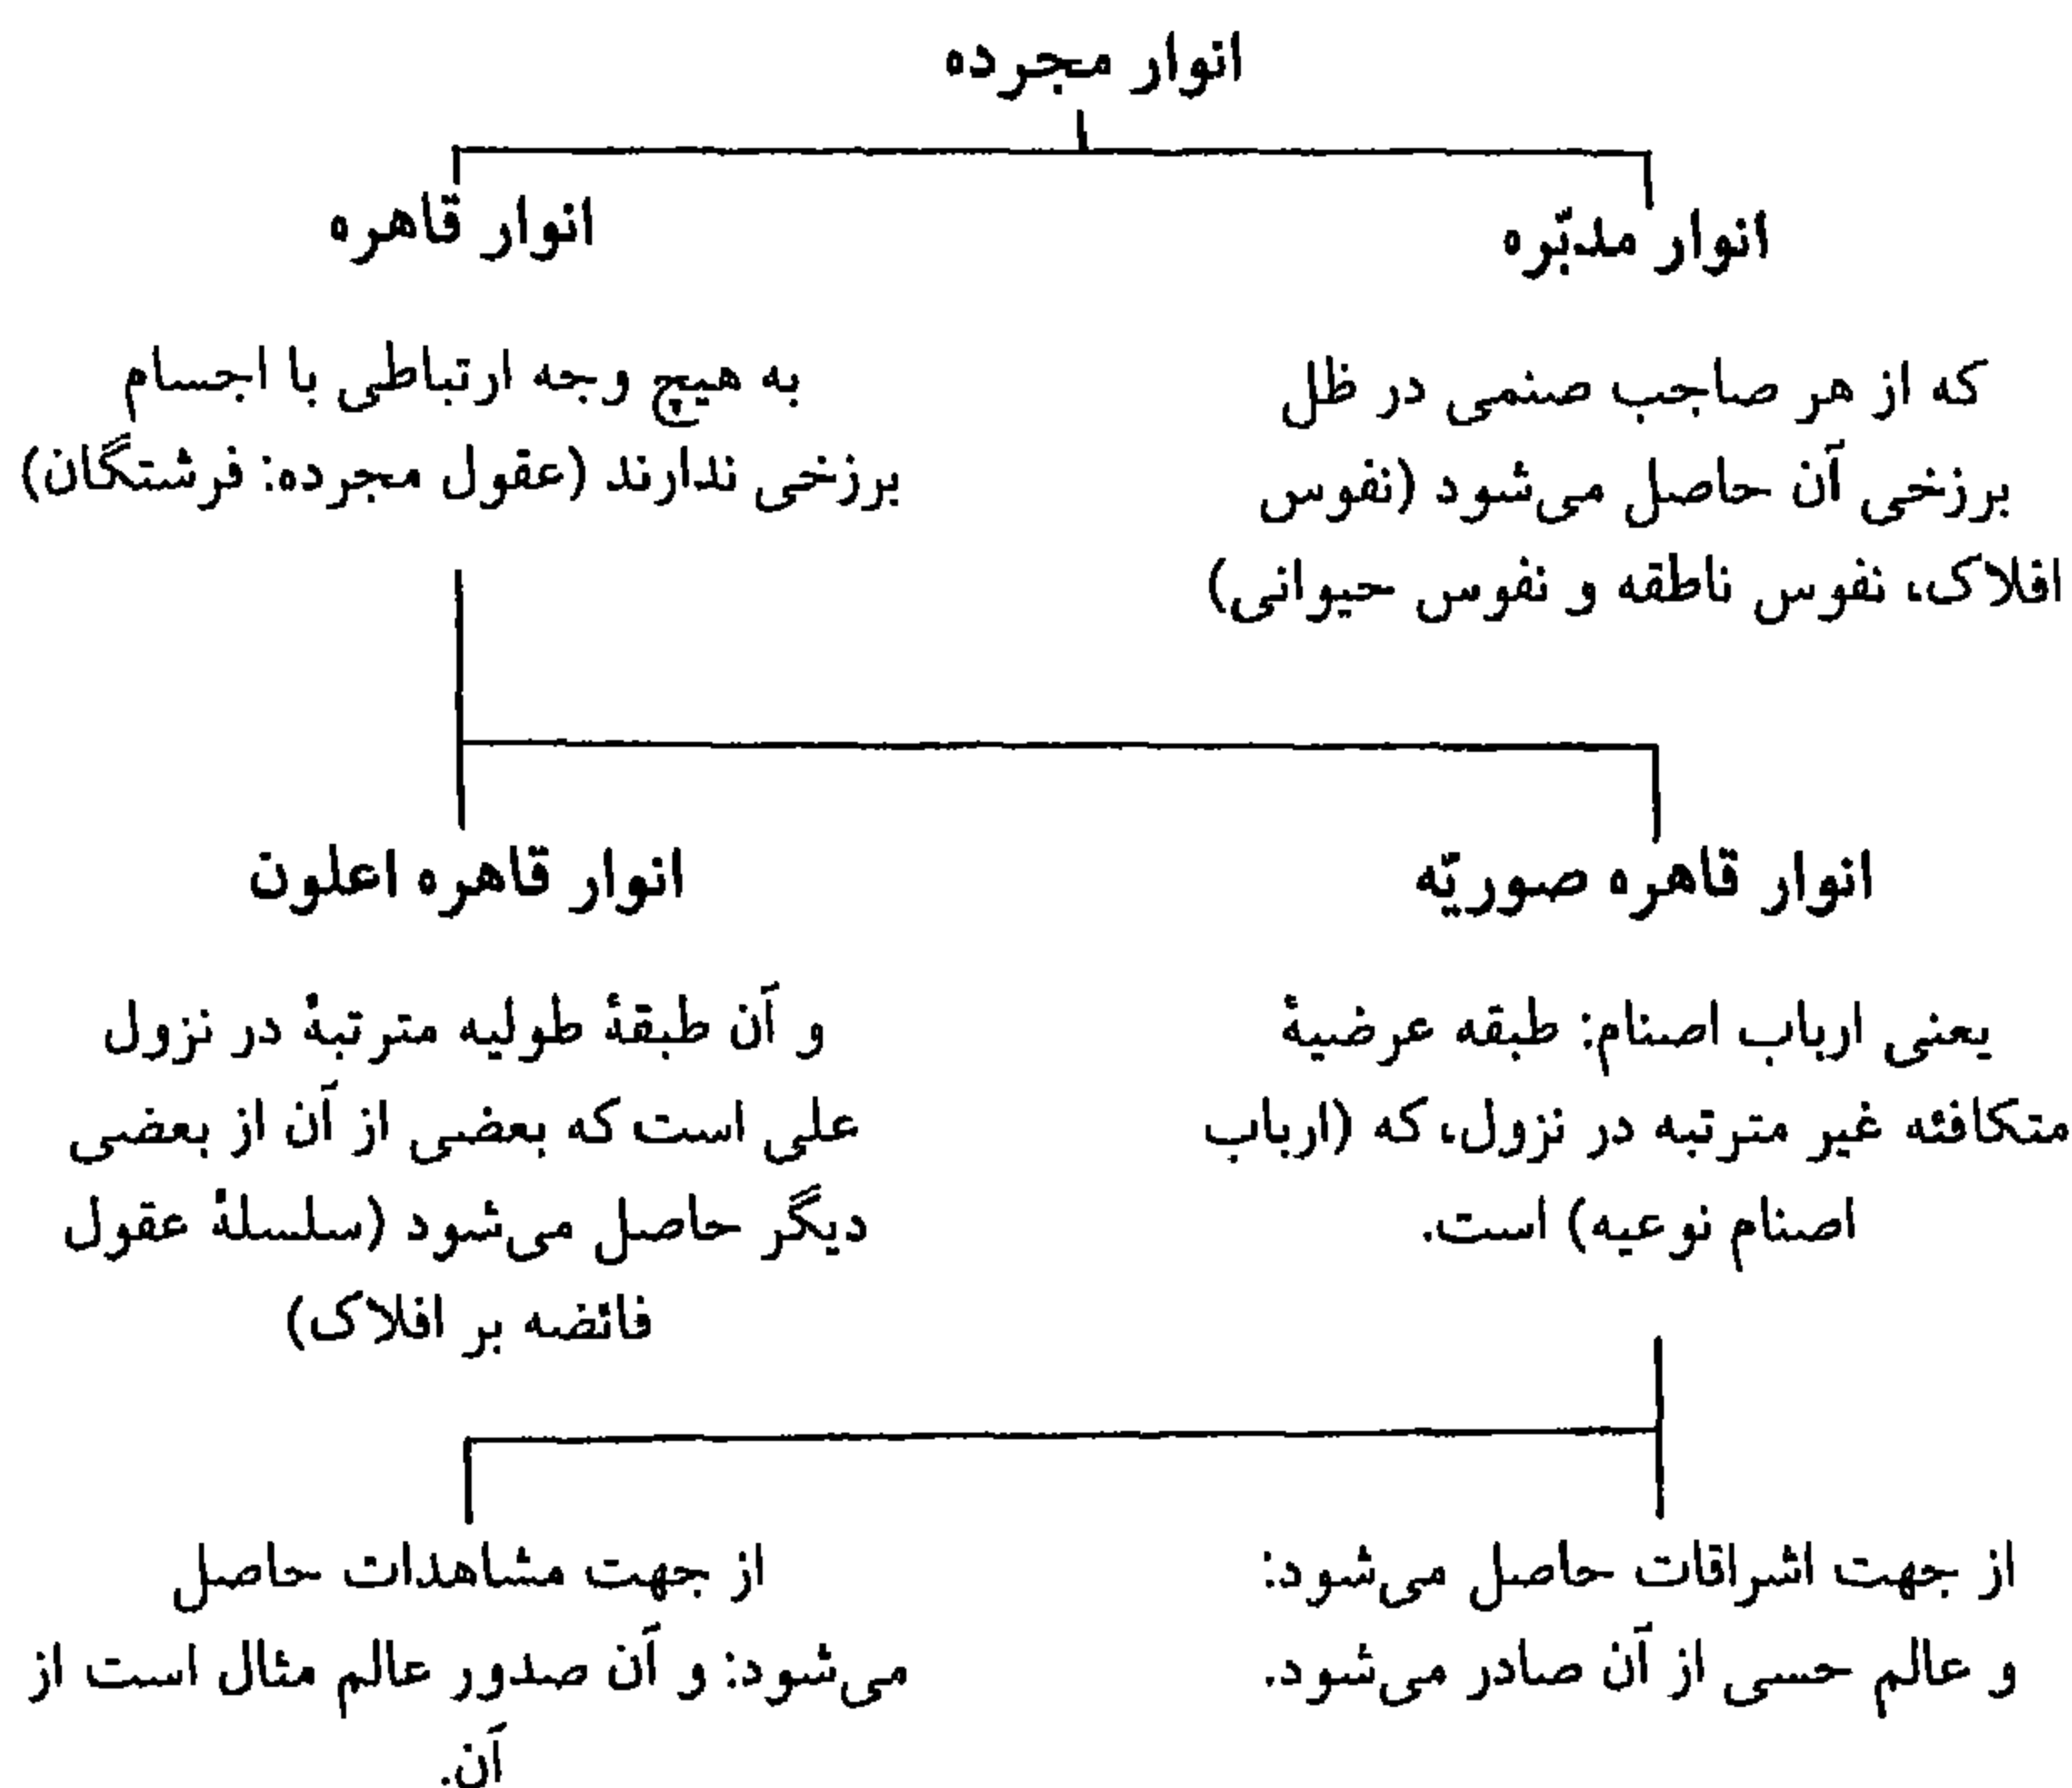 انوار مجرده
انوار مدبّره
که از هر صاحب صنمی در ظل
برزخی آن حاصل می‌شود (نفوس
افلاک، نفوس ناطقه و نفوس حیوانی)
انوار قاهره
به هیچ وجه ارتباطی با اجسام
برزخی ندارند (عقول مجرده: فرشتگان)
انوار قاهره صوریّه
یعنی ارباب اصنام: طبقه عرضیهٔ
متکافئه غیر مترتبه در نزول، که (ارباب
اصنام نوعیه) است.
انوار قاهره اعلون
و آن طبقهٔ طولیه مترتبهٔ در نزول
علی است که بعضی از آن از بعضی
دیگر حاصل می‌شود (سلسلهٔ عقول
فائضه بر افلاک)
از جهت اشراقات حاصل می‌شود:
و عالم حسی از آن صادر می‌شود.
از جهت مشاهدات حاصل
می‌شود: و آن صدور عالم مثال است از
آن.